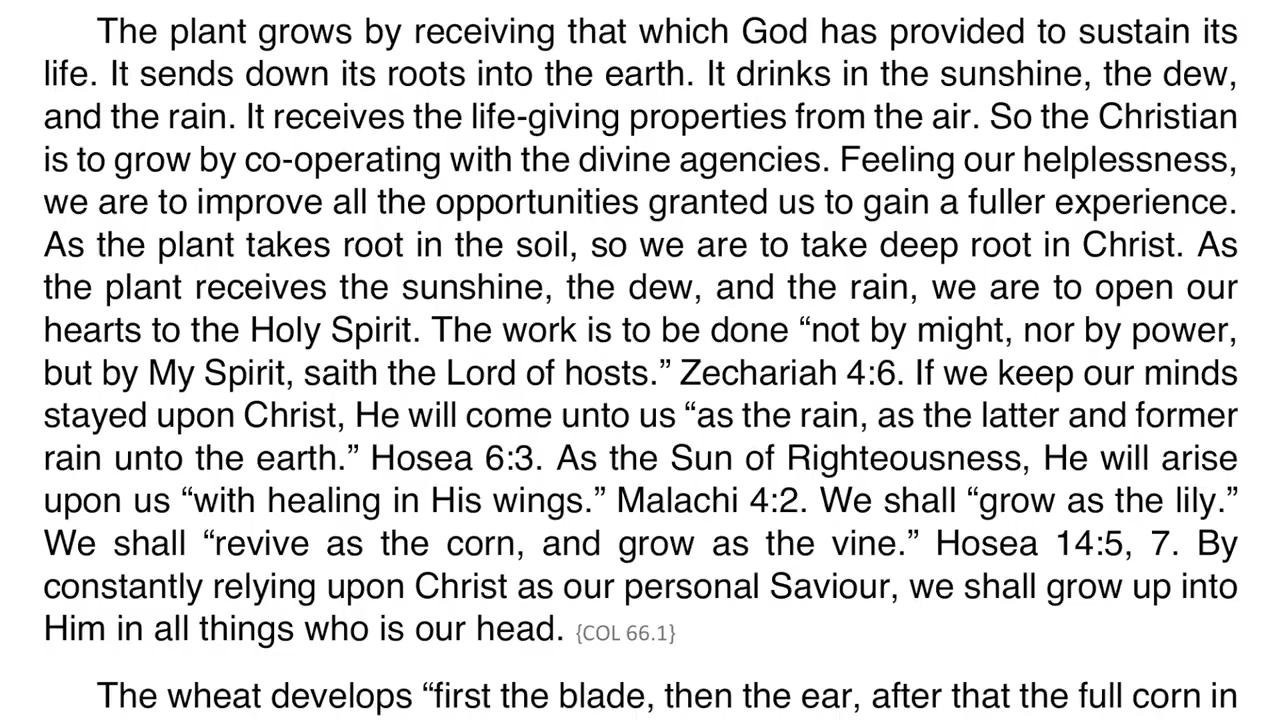 The plant grows by receiving that which God has provided to sustain its
life. It sends down its roots into the earth. It drinks in the sunshine, the dew,
and the rain. It receives the life-giving properties from the air. So the Christian
is to grow by co-operating with the divine agencies. Feeling our helplessness,
we are to improve all the opportunities granted us to gain a fuller experience.
As the plant takes root in the soil, so we are to take deep root in Christ. As
the plant receives the sunshine, the dew, and the rain, we are to open our
hearts to the Holy Spirit. The work is to be done “not by might, nor by power,
but by My Spirit, saith the Lord of hosts.” Zechariah 4:6. If we keep our minds
stayed upon Christ, He will come unto us “as the rain, as the latter and former
rain unto the earth.” Hosea 6:3. As the Sun of Righteousness, He will arise
upon us “with healing in His wings.” Malachi 4:2. We shall “grow as the lily.”
We shall “revive as the corn, and grow as the vine.” Hosea 14:5, 7. By
constantly relying upon Christ as our personal Saviour, we shall grow up into
Him in all things who is our head. {COL 66.1}
The wheat develops “first the blade, then the ear, after that the full corn in